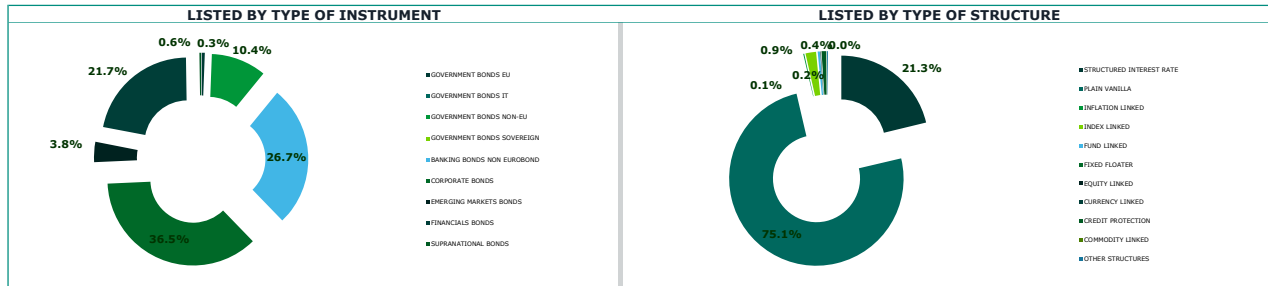 LISTED BY TYPE OF INSTRUMENT
0.6%
0.3%
10.4%
21.7%
3.8%
26.7%
36.5%
GOVERNMENT BONDS EU
GOVERNMENT BONDS IT
GOVERNMENT BONDS NON-EU
GOVERNMENT BONDS SOVEREIGN
BANKING BONDS NON EUROBOND
CORPORATE BONDS
EMERGING MARKETS BONDS
FINANCIALS BONDS
SUPRANATIONAL BONDS
LISTED BY TYPE OF STRUCTURE
0.9%
0.4%
0.0%
0.2%
0.1%
21.3%
75.1%
STRUCTURED INTEREST RATE
PLAIN VANILLA
INFLATION LINKED
INDEX LINKED
FUND LINKED
FIXED FLOATER
EQUITY LINKED
CURRENCY LINKED
CREDIT PROTECTION
COMMODITY LINKED
OTHER STRUCTURES